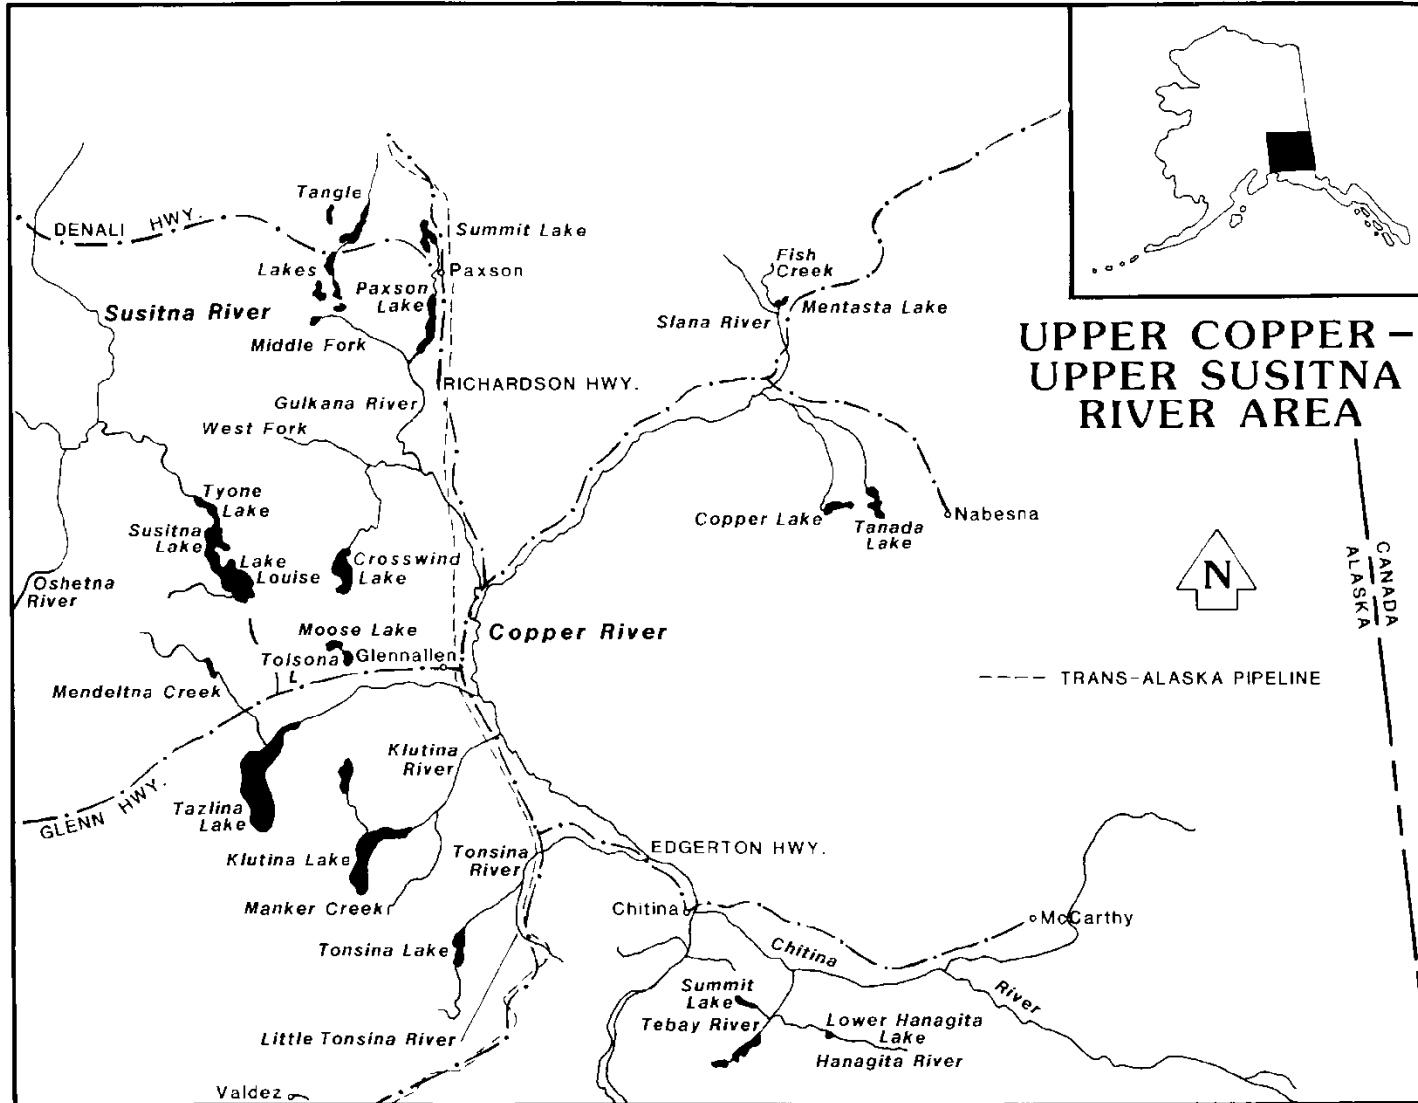 Tangle
DENALI HWY.
Summit Lake
Lakes
Paxson
Fish
Creek
Paxson
Lake
Susitna River
Mentasta Lake
Slana River
Middle Fork
UPPER COPPER –
UPPER SUSITNA
RIVER AREA
RICHARDSON HWY.
Gulkana River
West Fork
Tyone
Lake
Susitna
Lake
Copper Lake
Tanada
Lake
Nabesna
Lake
Louise
Crosswind
Lake
Oshetna
River
N
CANADA
ALASKA
Moose Lake
Copper River
Tolsona
L
Glennallen
Mendeltna Creek
TRANS-ALASKA PIPELINE
Klutina
River
GLENN HWY.
Tazlina
Lake
Klutina Lake
Tonsina
River
EDGERTON HWY.
Manker Creek
Chitina
McCarthy
Tonsina Lake
Chitina
River
Summit
Lake
Tebay River
Lower Hanagita
Lake
Hanagita River
Little Tonsina River
Valdez